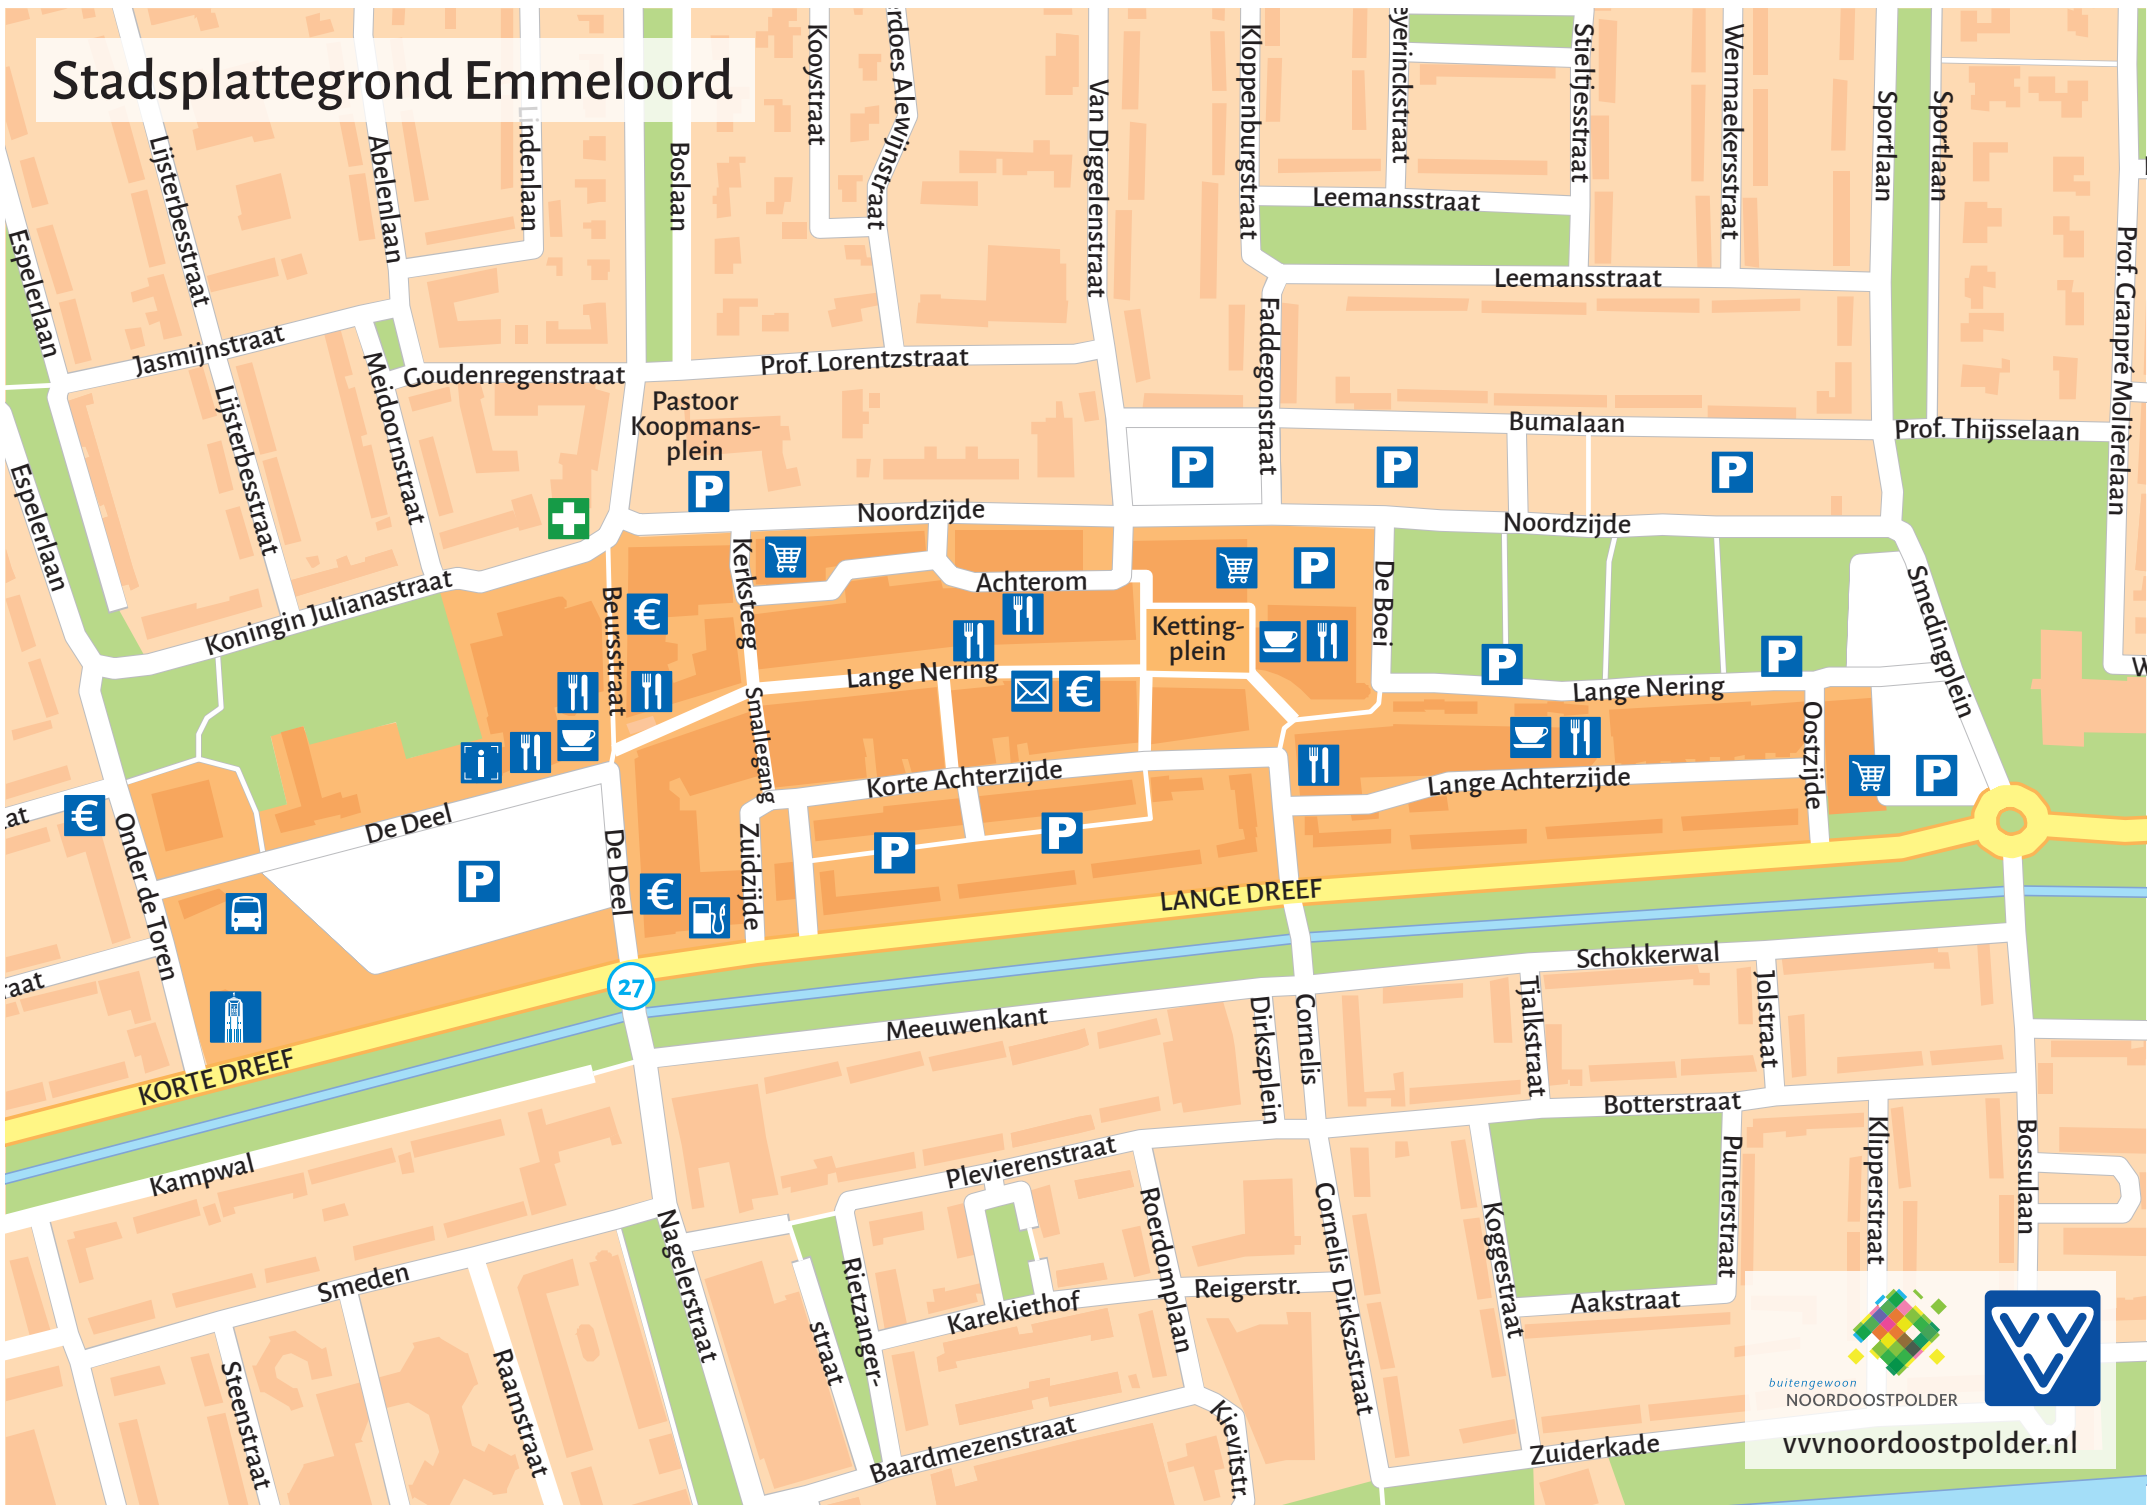 Stadsplattegrond Emmeloord
Kooystraat
Van Diggelenstraat
Kloppenburgstraat
Stieltjesstraat
Wenmaekersstraat
Sportlaan
Sportlaan
Lijsterbesstraat
Abelenlaan
Lindenlaan
Boslaan
Leemansstraat
Leemansstraat
Espelerlaan
Prof. Granpré Molièrelaan
Jasmijnstraat
Faddegonstraat
Goudenregenstraat
Prof. Lorentzstraat
Meidoornstraat
Lijsterbesstraat
Pastoor
Koopmans-
plein
Bumalaan
Prof. Thijsselaan
P
P
P
P
Espelerlaan
Noordzijde
Noordzijde
Kerksteeg
Achterom
P
De Boei
Smedingplein
Koningin Julianastraat
Beursstraat
€
Ketting-
plein
P
P
W
Lange Nering
Lange Nering
€
Smallegang
Oostzijde
i
Korte Achterzijde
Lange Achterzijde
P
at
€
Onder de Toren
De Deel
De Deel
Zuidzijde
P
P
P
€
LANGE DREEF
Schokkerwal
raat
27
Tjalkstraat
Jolstraat
Meeuwenkant
Dirkszplein
Cornelis
KORTE DREEF
Botterstraat
Kampwal
Plevierenstraat
Punterstraat
Klipperstraat
Bossulaan
Roerdomplaan
Cornelis Dirkszstraat
Koggestraat
Nagelerstraat
Smeden
Rietzanger-
straat
Karekiethof
Reigerstr.
Aakstraat
Steenstraat
Raamstraat
Baardmezenstraat
Kievitstr.
Zuiderkade
buitengewoon
NOORDOOSTPOLDER
VVV
vvvnoordoostpolder.nl